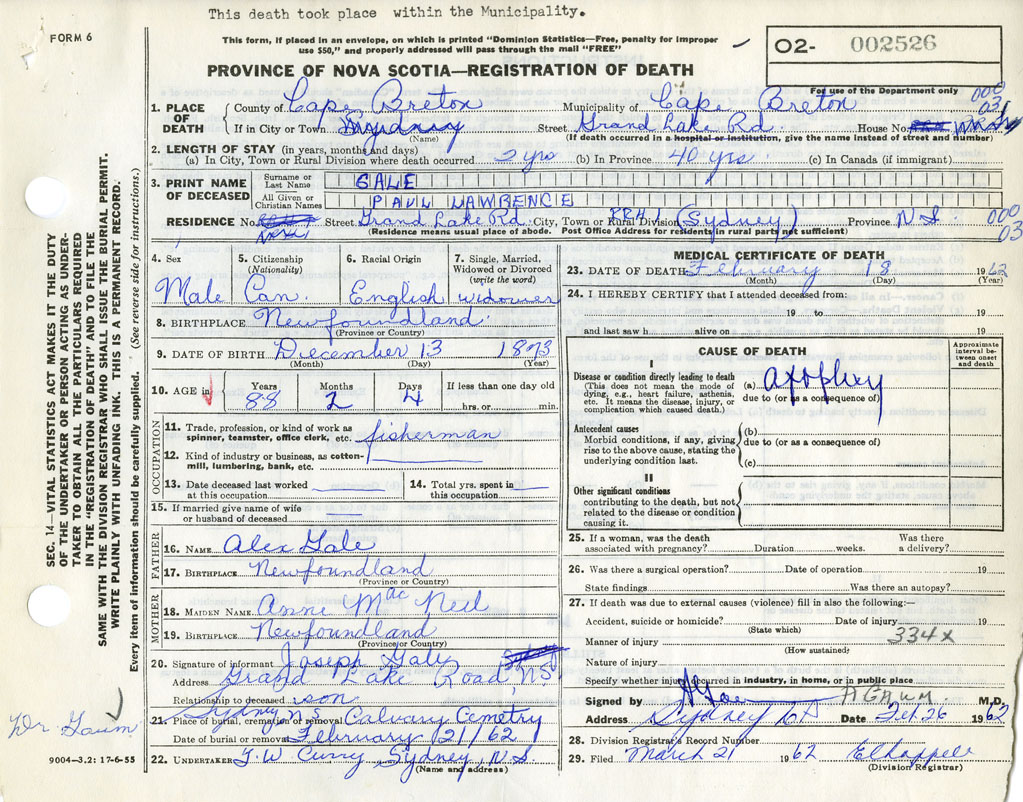 This death took place within the Municipality.
FORM 6
This form, if placed in an envelope, on which is printed "Dominion Statistics—Free, penalty for improper
use $50," and properly addressed will pass through the mail "FREE"
O2- 002526
PROVINCE OF NOVA SCOTIA—REGISTRATION OF DEATH
For use of the Department only
1. PLACE OF DEATH County of Cape Breton Municipality of Cape Breton 000 03
If in City or Town Sydney Street Grand Lake Rd. House No.
(Name) (If death occurred in a hospital or institution, give the name instead of street and number)
2. LENGTH OF STAY (in years, months and days)
(a) In City, Town or Rural Division where death occurred 2 yrs (b) In Province 40 yrs. (c) In Canada (if immigrant)
3. PRINT NAME OF DECEASED Surname or Last Name GALE
All Given or Christian Names PAUL LAWRENCE
RESIDENCE No. Street Grand Lake Rd. City, Town or Rural Division (Sydney) Province N.S. 000 03
(Residence means usual place of abode. Post Office Address for residents in rural parts not sufficient)
4. Sex Male
5. Citizenship (Nationality) Can.
6. Racial Origin English
7. Single, Married, Widowed or Divorced (write the word) widower
8. BIRTHPLACE Newfoundland
(Province or Country)
9. DATE OF BIRTH December 13 1873
(Month) (Day) (Year)
10. AGE in Years 88 Months 2 Days 4 If less than one day old
hrs. or min.
OCCUPATION
11. Trade, profession, or kind of work as spinner, teamster, office clerk, etc. fisherman
12. Kind of industry or business, as cotton-mill, lumbering, bank, etc.
13. Date deceased last worked at this occupation
14. Total yrs. spent in this occupation
15. If married give name of wife or husband of deceased
FATHER
16. NAME Alex Gale
17. BIRTHPLACE Newfoundland
(Province or Country)
MOTHER
18. MAIDEN NAME Anne MacNeil
19. BIRTHPLACE Newfoundland
(Province or Country)
20. Signature of informant Joseph Gale
Address Grand Lake Road, N.S.
Relationship to deceased son
Sydney N.S.
21. Place of burial, cremation or removal Calvary Cemetry
Date of burial or removal February 21/62
22. UNDERTAKER T.W. Curry Sydney, N.S.
(Name and address)
MEDICAL CERTIFICATE OF DEATH
23. DATE OF DEATH February 18 1962
(Month) (Day) (Year)
24. I HEREBY CERTIFY that I attended deceased from:
19 to 19
and last saw h alive on 19
CAUSE OF DEATH
Approximate interval between onset and death
I
Disease or condition directly leading to death
(This does not mean the mode of dying, e.g., heart failure, asthenia, etc. It means the disease, injury, or complication which caused death.)
(a) apoplexy
due to (or as a consequence of)
Antecedent causes
Morbid conditions, if any, giving rise to the above cause, stating the underlying condition last.
(b)
due to (or as a consequence of)
(c)
II
Other significant conditions
contributing to the death, but not related to the disease or condition causing it.
25. If a woman, was the death associated with pregnancy? Duration weeks. Was there a delivery?
26. Was there a surgical operation? Date of operation 19
State findings Was there an autopsy?
27. If death was due to external causes (violence) fill in also the following:—
Accident, suicide or homicide? Date of injury 19
(State which)
334x
Manner of injury
(How sustained)
Nature of injury
Specify whether injury occurred in industry, in home, or in public place
Signed by AGAUM M.D.
Address Sydney Date Feb 26 1962
28. Division Registrar's Record Number
29. Filed March 21 1962 E Chappell
(Division Registrar)
SEC. 14—VITAL STATISTICS ACT MAKES IT THE DUTY
OF THE UNDERTAKER OR PERSON ACTING AS UNDER-
TAKER TO OBTAIN ALL THE PARTICULARS REQUIRED
IN THE "REGISTRATION OF DEATH" AND TO FILE THE
SAME WITH THE DIVISION REGISTRAR WHO SHALL ISSUE THE BURIAL PERMIT.
WRITE PLAINLY WITH UNFADING INK. THIS IS A PERMANENT RECORD.
Every item of information should be carefully supplied. (See reverse side for instructions.)
Dr Gaum
9004—3.2: 17-6-55